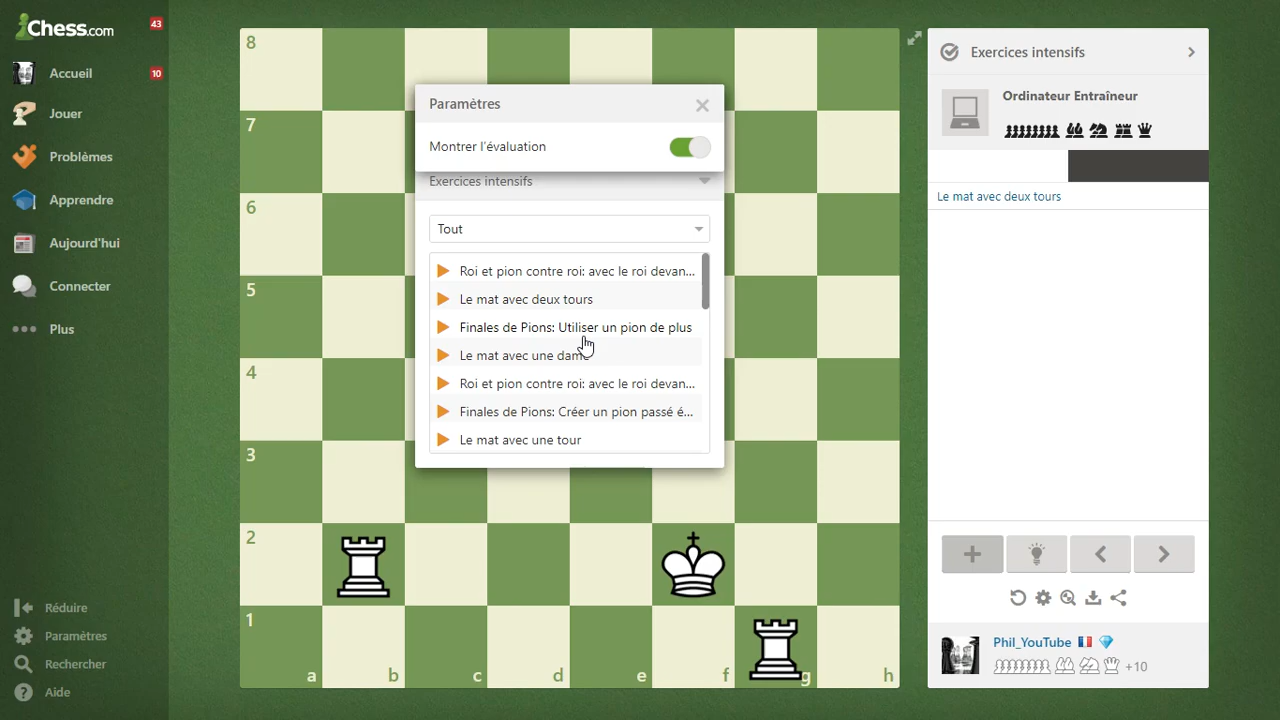 Chess.com
43
Accueil
10
Jouer
Problèmes
Apprendre
Aujourd'hui
Connecter
Plus
Réduire
Paramètres
Rechercher
Aide
8
7
6
5
4
3
2
1
a
b
c
d
e
f
g
h
Paramètres
Montrer l'évaluation
Exercices intensifs
Tout
Roi et pion contre roi: avec le roi devan...
Le mat avec deux tours
Finales de Pions: Utiliser un pion de plus
Le mat avec une dame
Roi et pion contre roi: avec le roi devan...
Finales de Pions: Créer un pion passé é...
Le mat avec une tour
Exercices intensifs
Ordinateur Entraîneur
Le mat avec deux tours
Phil_YouTube
+10